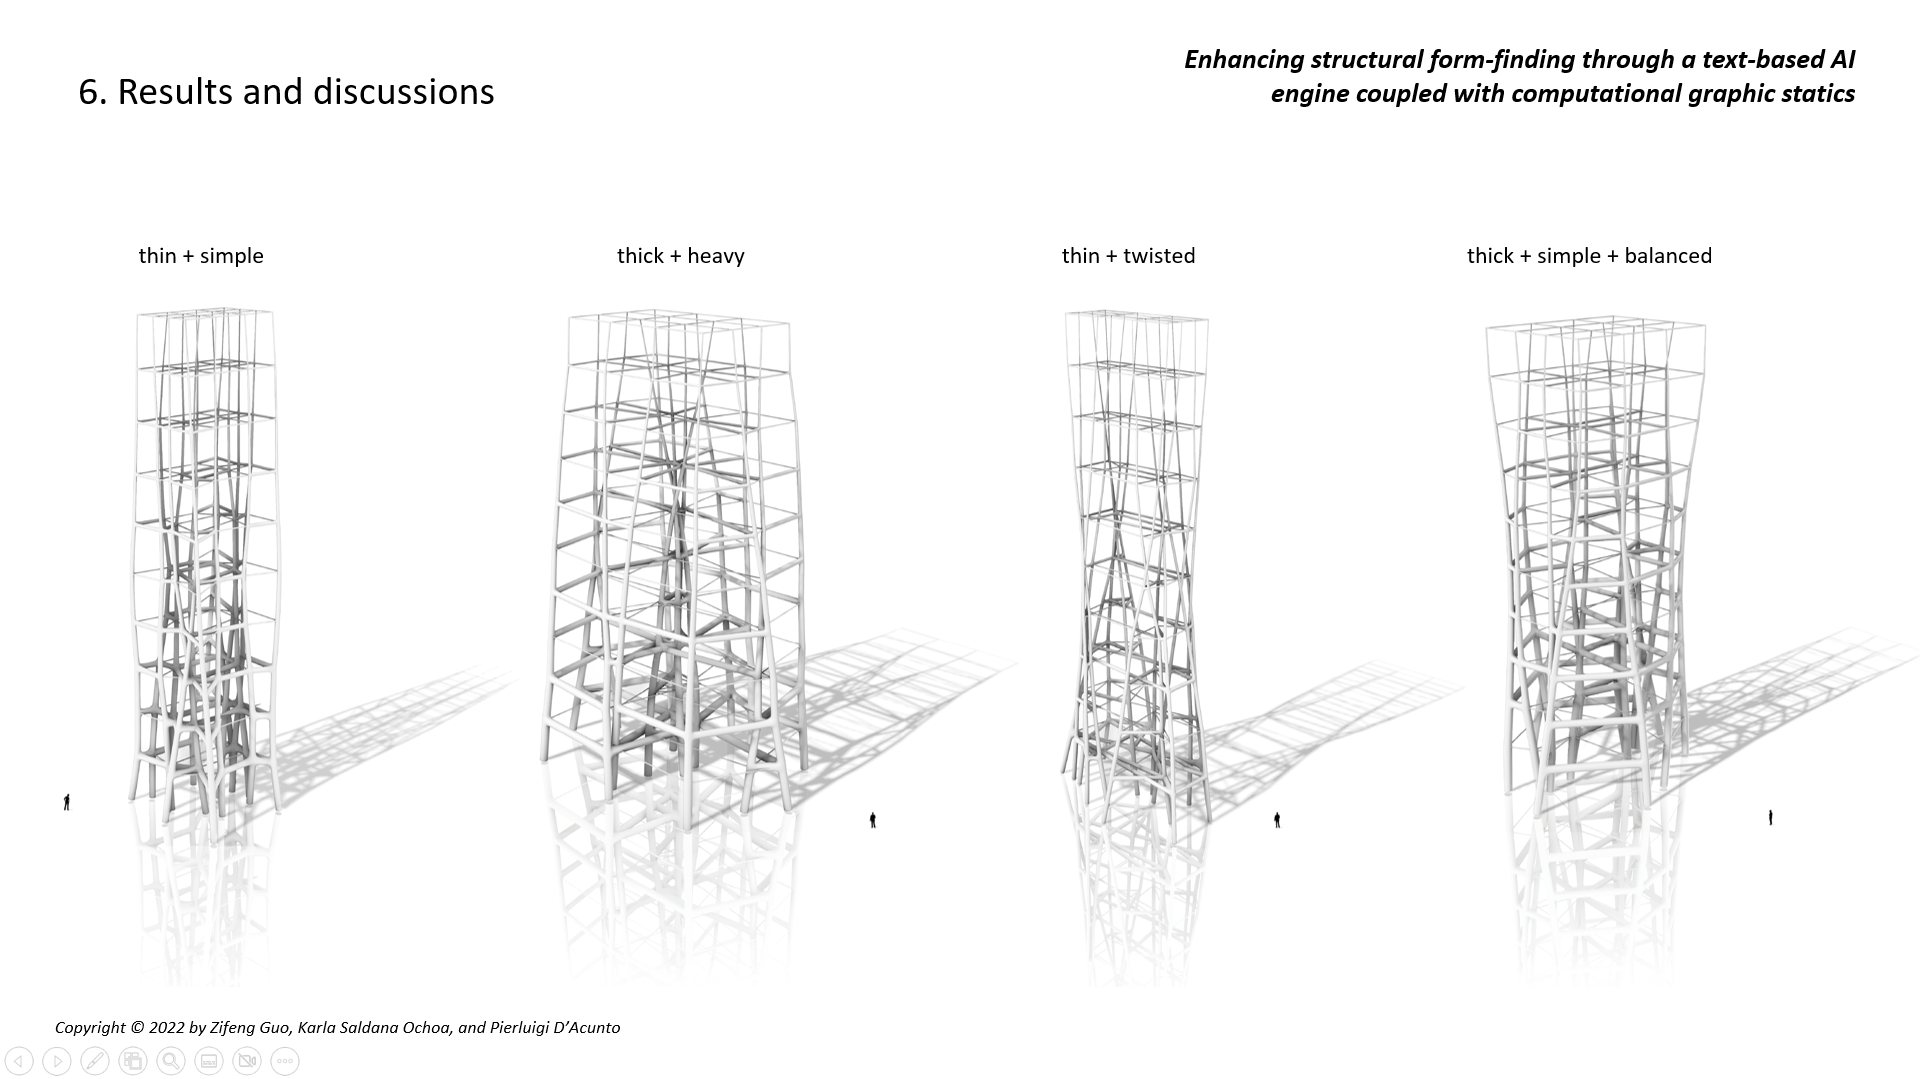 6. Results and discussions
Enhancing structural form-finding through a text-based AI
engine coupled with computational graphic statics
thin + simple
thick + heavy
thin + twisted
thick + simple + balanced
Copyright © 2022 by Zifeng Guo, Karla Saldana Ochoa, and Pierluigi D’Acunto